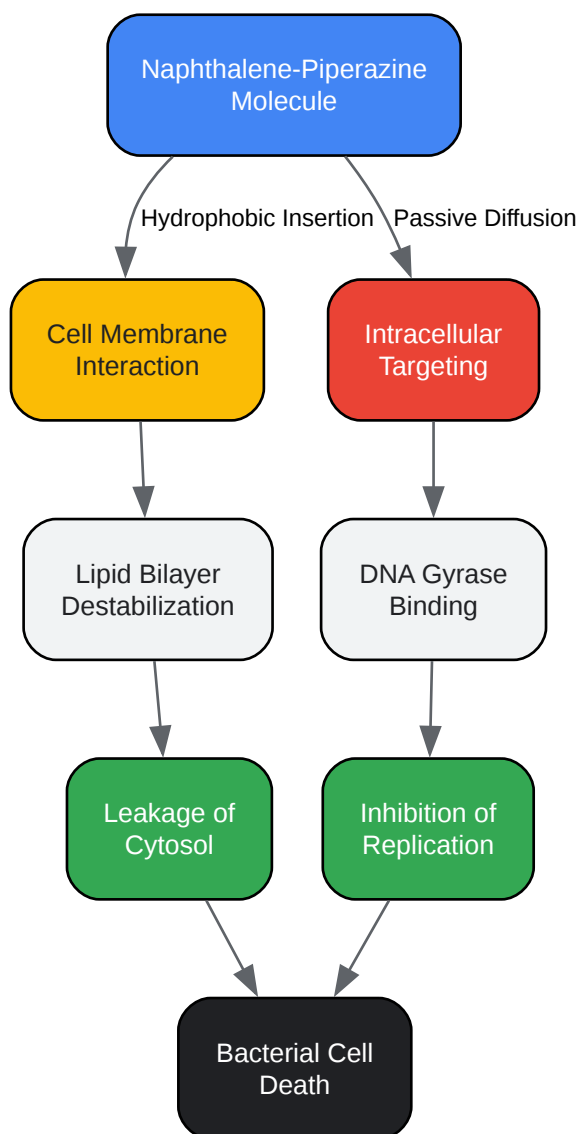 Naphthalene-Piperazine
Molecule
Hydrophobic Insertion
Passive Diffusion
Cell Membrane
Interaction
Intracellular
Targeting
Lipid Bilayer
Destabilization
DNA Gyrase
Binding
Leakage of
Cytosol
Inhibition of
Replication
Bacterial Cell
Death